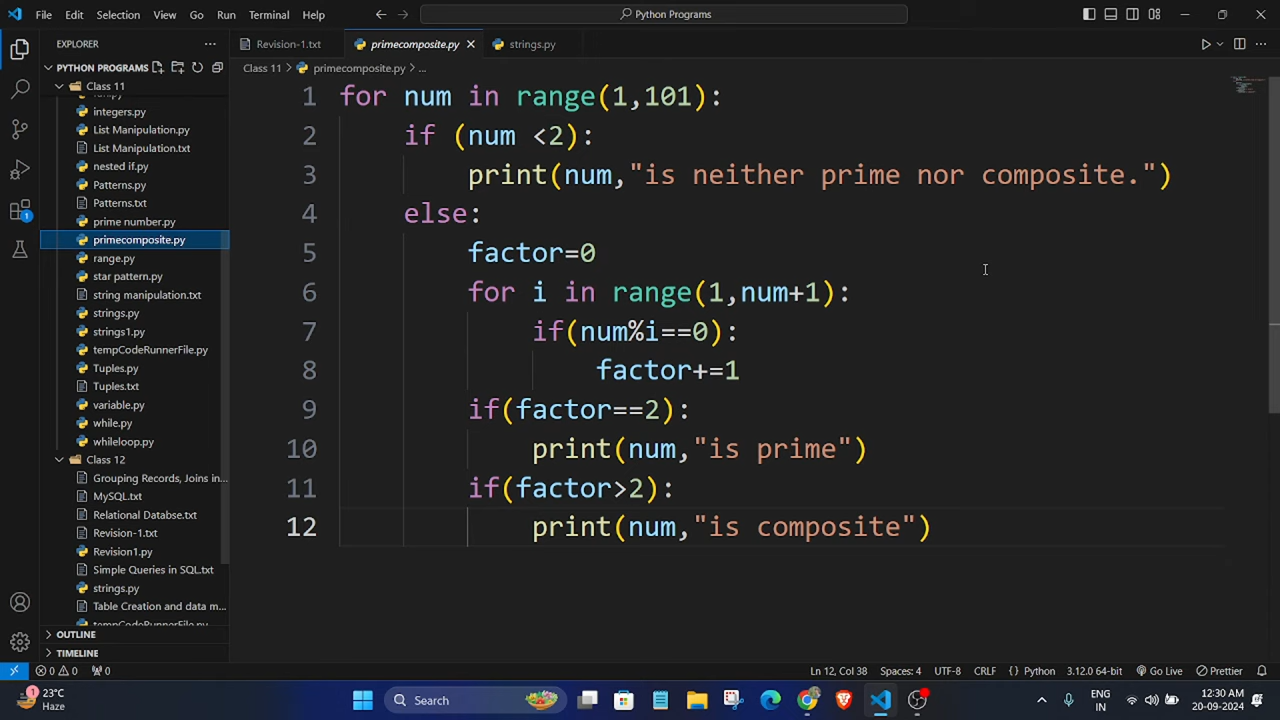 File Edit Selection View Go Run Terminal Help
Python Programs
EXPLORER
Revision-1.txt
primecomposite.py
strings.py
PYTHON PROGRAMS
Class 11 > primecomposite.py > ...
Class 11
integers.py
List Manipulation.py
List Manipulation.txt
nested if.py
Patterns.py
Patterns.txt
prime number.py
primecomposite.py
range.py
star pattern.py
string manipulation.txt
strings.py
strings1.py
tempCodeRunnerFile.py
Tuples.py
Tuples.txt
variable.py
while.py
whileloop.py
Class 12
Grouping Records, Joins in...
MySQL.txt
Relational Databse.txt
Revision-1.txt
Revision1.py
Simple Queries in SQL.txt
strings.py
Table Creation and data m...
tempCodeRunnerFile.py
OUTLINE
TIMELINE
1
1 for num in range(1,101):
2 if (num <2):
3 print(num,"is neither prime nor composite.")
4 else:
5 factor=0
6 for i in range(1,num+1):
7 if(num%i==0):
8 factor+=1
9 if(factor==2):
10 print(num,"is prime")
11 if(factor>2):
12 print(num,"is composite")
0 0 0
Ln 12, Col 38 Spaces: 4 UTF-8 CRLF Python 3.12.0 64-bit Go Live Prettier
1
23°C
Haze
Search
ENG
IN
12:30 AM
20-09-2024